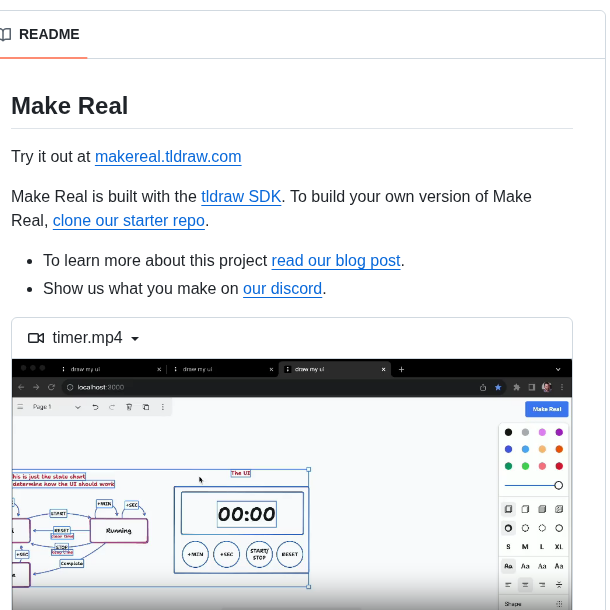 README
Make Real
Try it out at makereal.tldraw.com
Make Real is built with the tldraw SDK. To build your own version of Make
Real, clone our starter repo.
To learn more about this project read our blog post.
Show us what you make on our discord.
timer.mp4
draw my ui
draw my ui
draw my ui
localhost:3000
Page 1
Make Real
his is just the state chart
determine how the UI should work
The UI
+MIN
+SEC
START
00:00
RESET
Running
STOP
+SEC
Complete
+MIN
+SEC
START/
STOP
RESET
S M L XL
Aa Aa Aa Aa
Shape